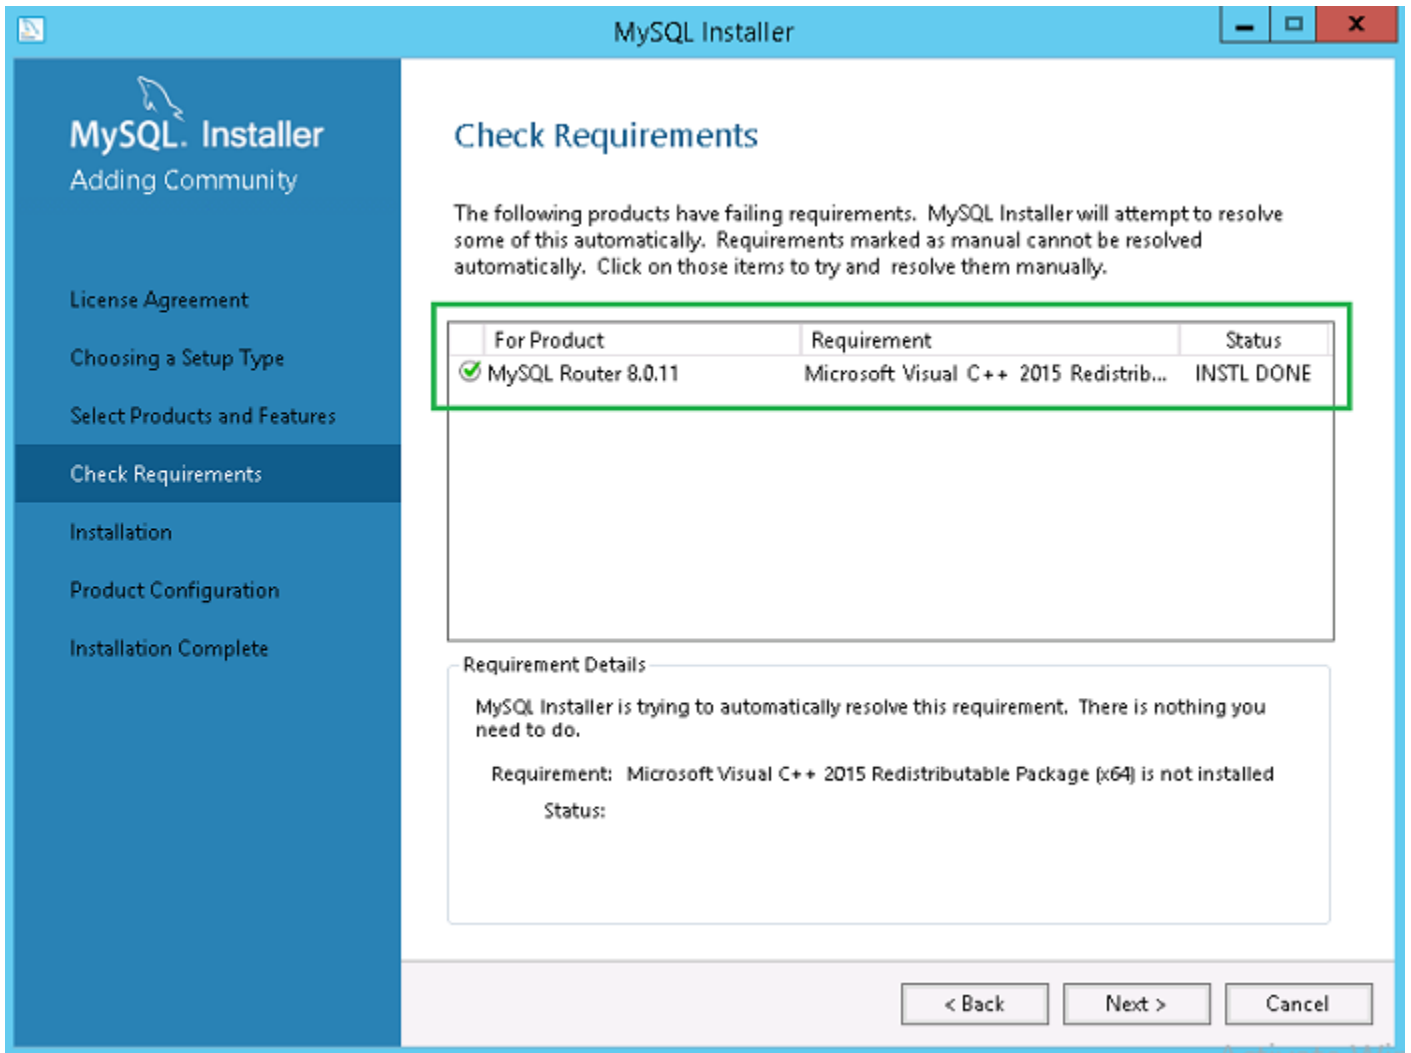 MySQL Installer
MySQL. Installer
Adding Community
License Agreement
Choosing a Setup Type
Select Products and Features
Check Requirements
Installation
Product Configuration
Installation Complete
Check Requirements
The following products have failing requirements. MySQL Installer will attempt to resolve
some of this automatically. Requirements marked as manual cannot be resolved
automatically. Click on those items to try and resolve them manually.
For Product Requirement Status
MySQL Router 8.0.11 Microsoft Visual C++ 2015 Redistrib... INSTL DONE
Requirement Details
MySQL Installer is trying to automatically resolve this requirement. There is nothing you
need to do.
Requirement: Microsoft Visual C++ 2015 Redistributable Package (x64) is not installed
Status:
< Back Next > Cancel